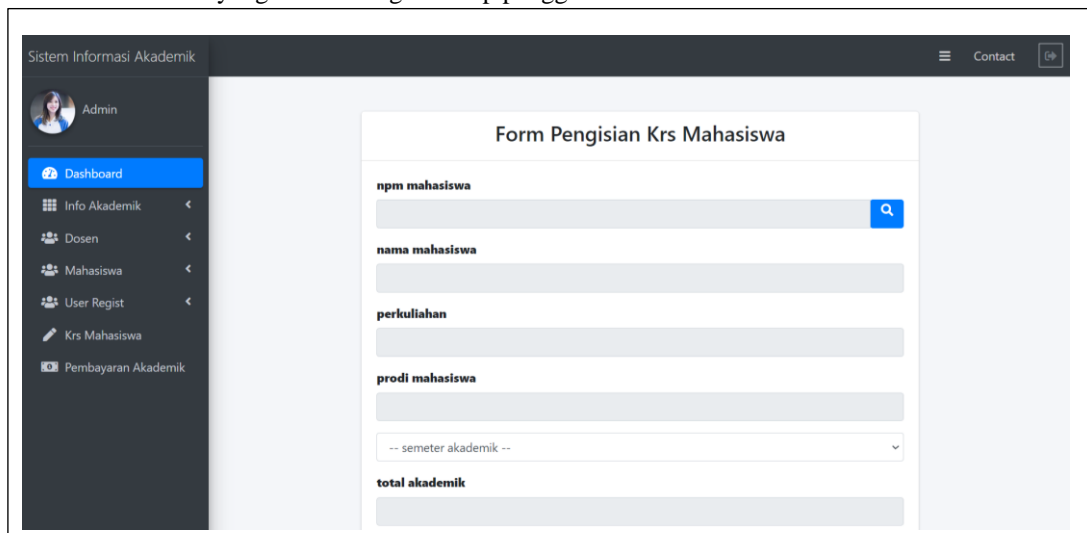 Sistem Informasi Akademik
Contact
Admin
Dashboard
Info Akademik
Dosen
Mahasiswa
User Regist
Krs Mahasiswa
Pembayaran Akademik
Form Pengisian Krs Mahasiswa
npm mahasiswa
nama mahasiswa
perkuliahan
prodi mahasiswa
-- semeter akademik --
total akademik